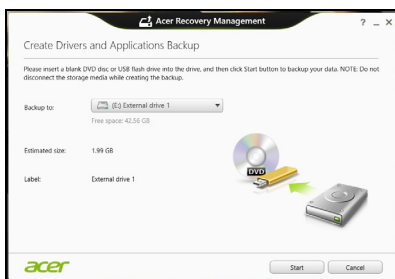 Acer Recovery Management
? _ ×
Create Drivers and Applications Backup
Please insert a blank DVD disc or USB flash drive into the drive, and then click Start button to backup your data. NOTE: Do not
disconnect the storage media while creating the backup.
Backup to: (E:) External drive 1
Free space: 42.56 GB
Estimated size: 1.99 GB
DVD
Label: External drive 1
acer Start Cancel